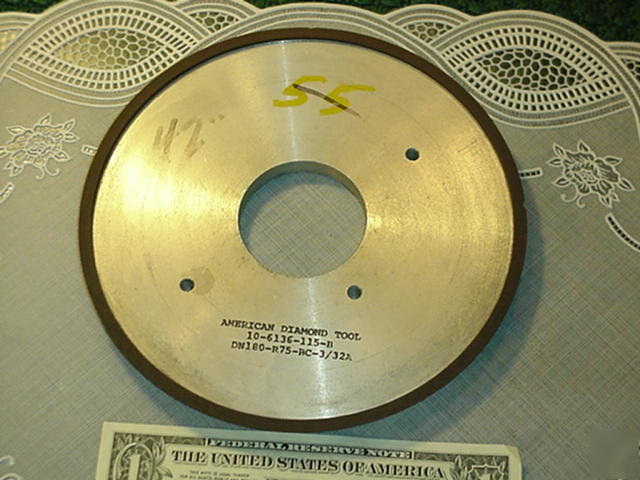 55
42"
AMERICAN DIAMOND TOOL
10-6136-115-B
DN180-R75-BC-3/32A
FEDERAL RESERVE NOTE
THE UNITED STATES OF AMERICA
1